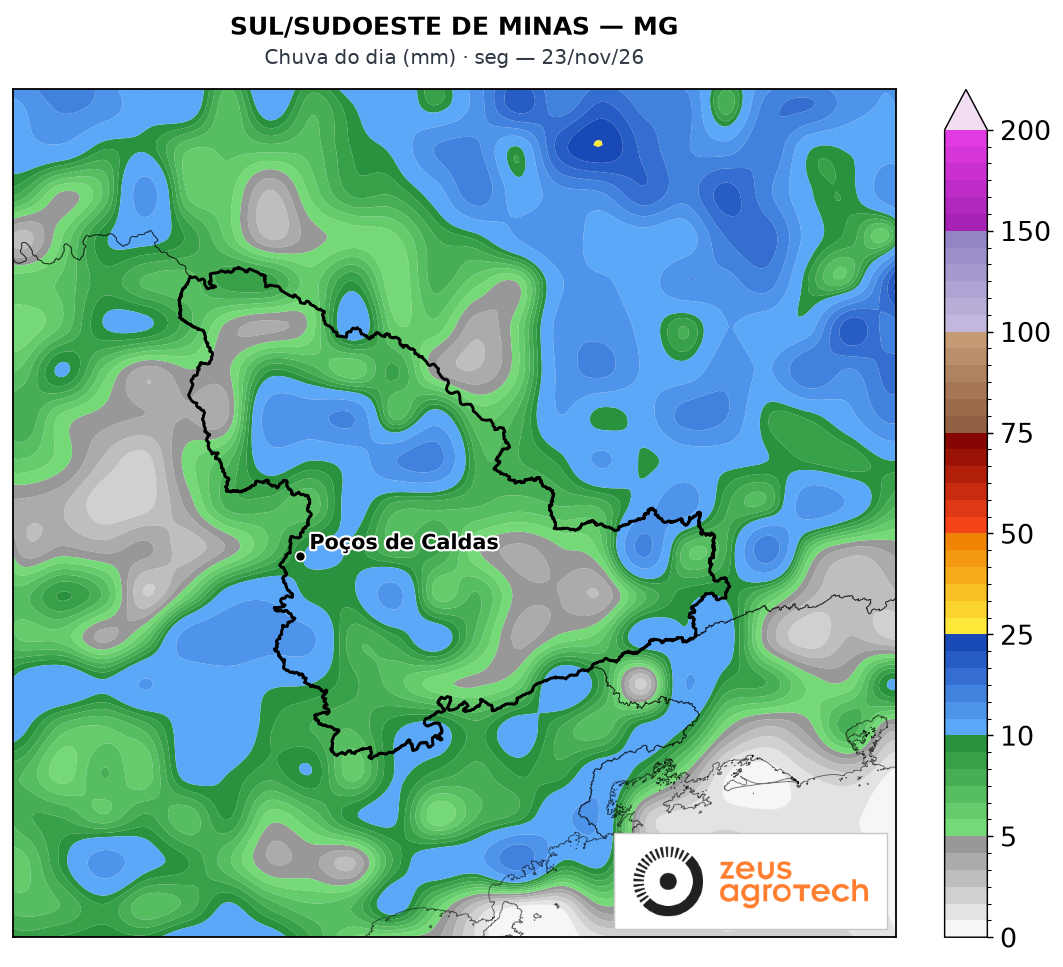 SUL/SUDOESTE DE MINAS — MG
Chuva do dia (mm) · seg — 23/nov/26
200
150
100
75
50
25
10
5
0
Poços de Caldas
zeus
agrotech